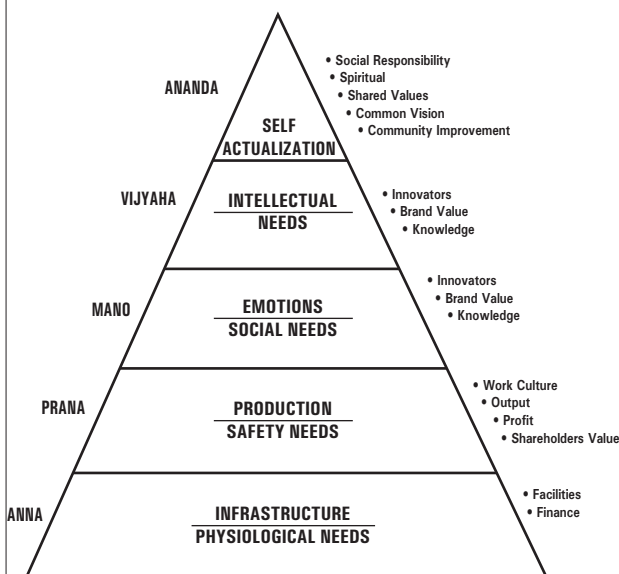 ANANDA
• Social Responsibility
• Spiritual
• Shared Values
• Common Vision
• Community Improvement
SELF
ACTUALIZATION
VIJYAHA
INTELLECTUAL
NEEDS
• Innovators
• Brand Value
• Knowledge
MANO
EMOTIONS
SOCIAL NEEDS
• Innovators
• Brand Value
• Knowledge
PRANA
PRODUCTION
SAFETY NEEDS
• Work Culture
• Output
• Profit
• Shareholders Value
ANNA
INFRASTRUCTURE
PHYSIOLOGICAL NEEDS
• Facilities
• Finance